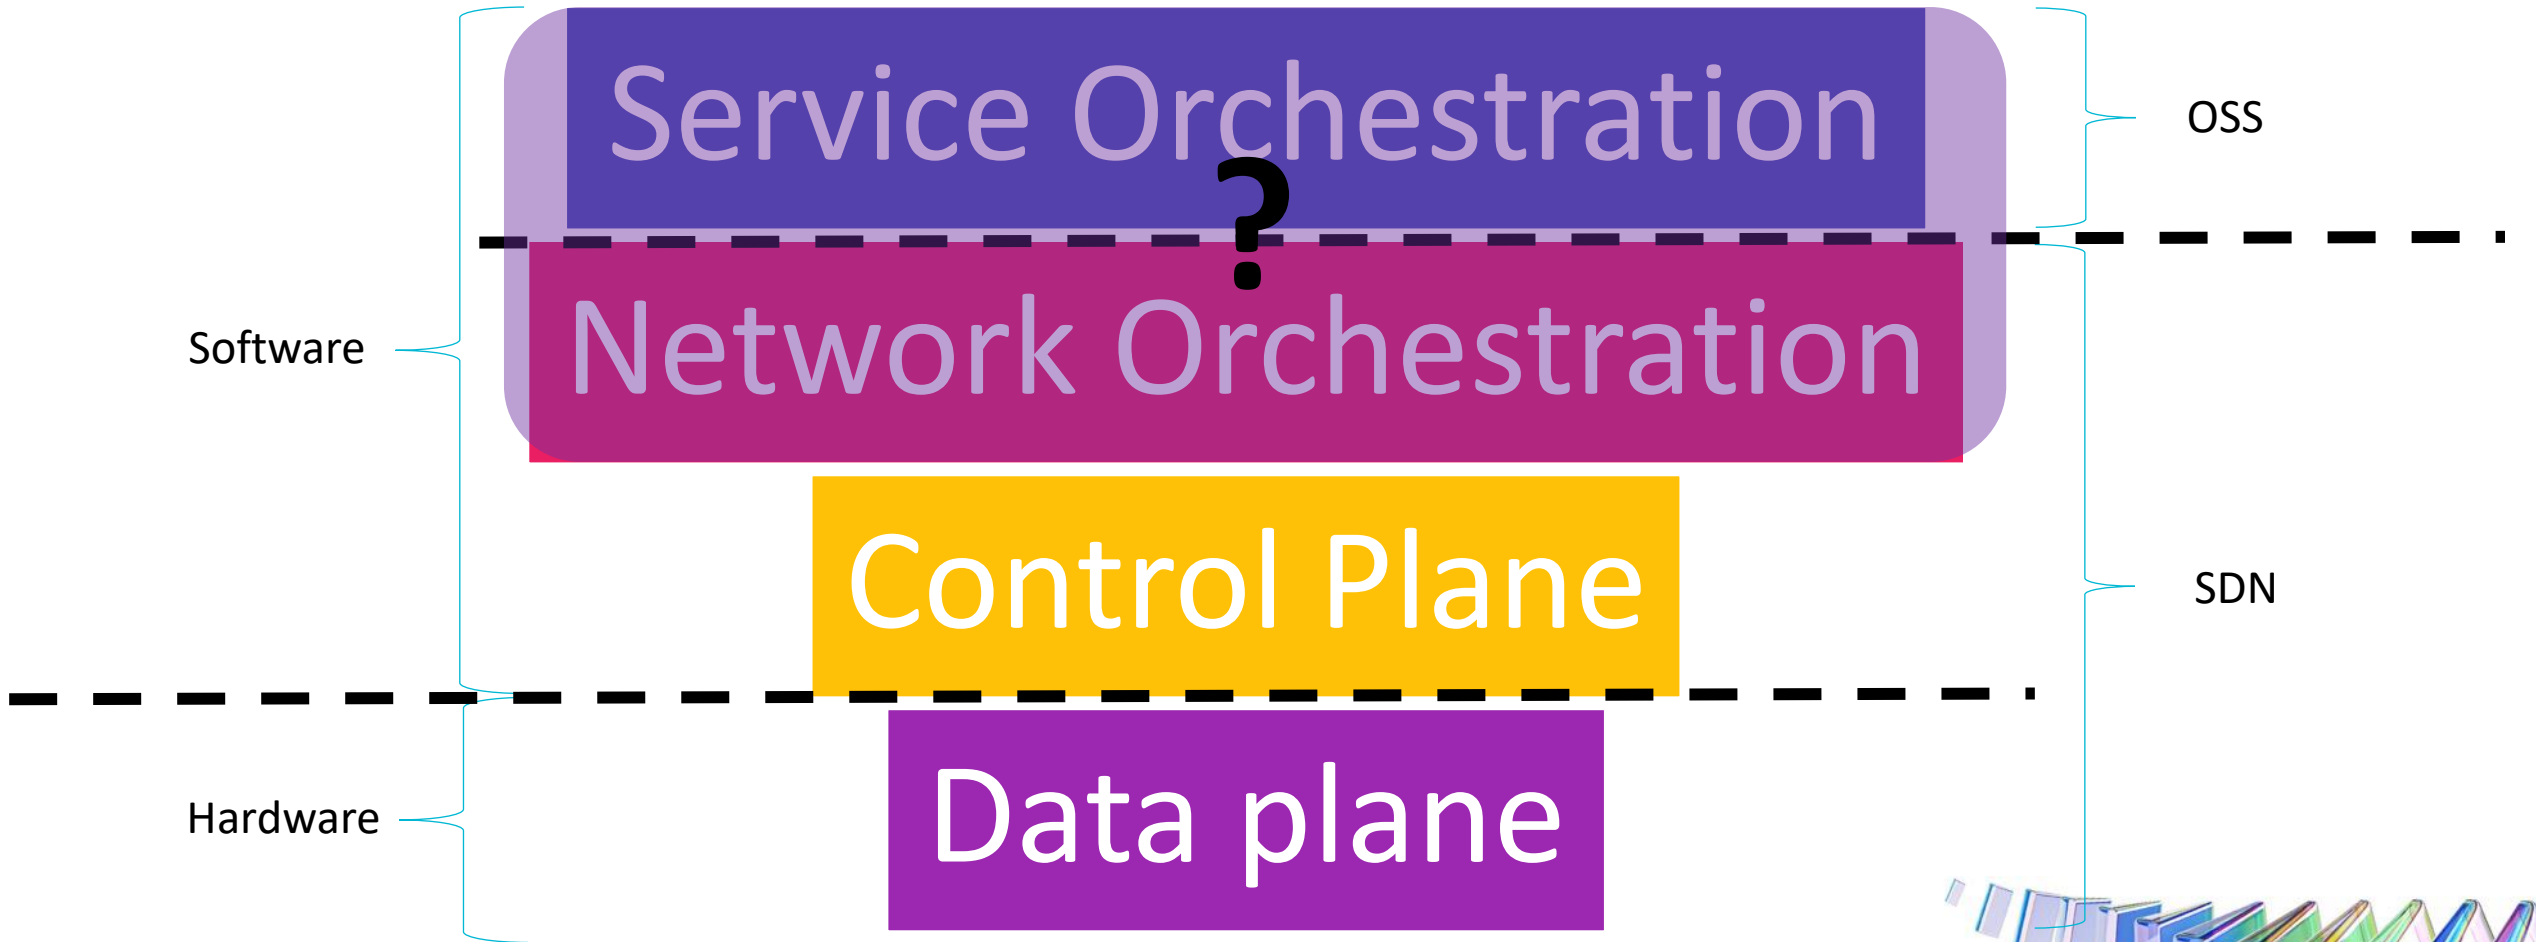 Service Orchestration
OSS
?
Network Orchestration
Software
Control Plane
SDN
Data plane
Hardware